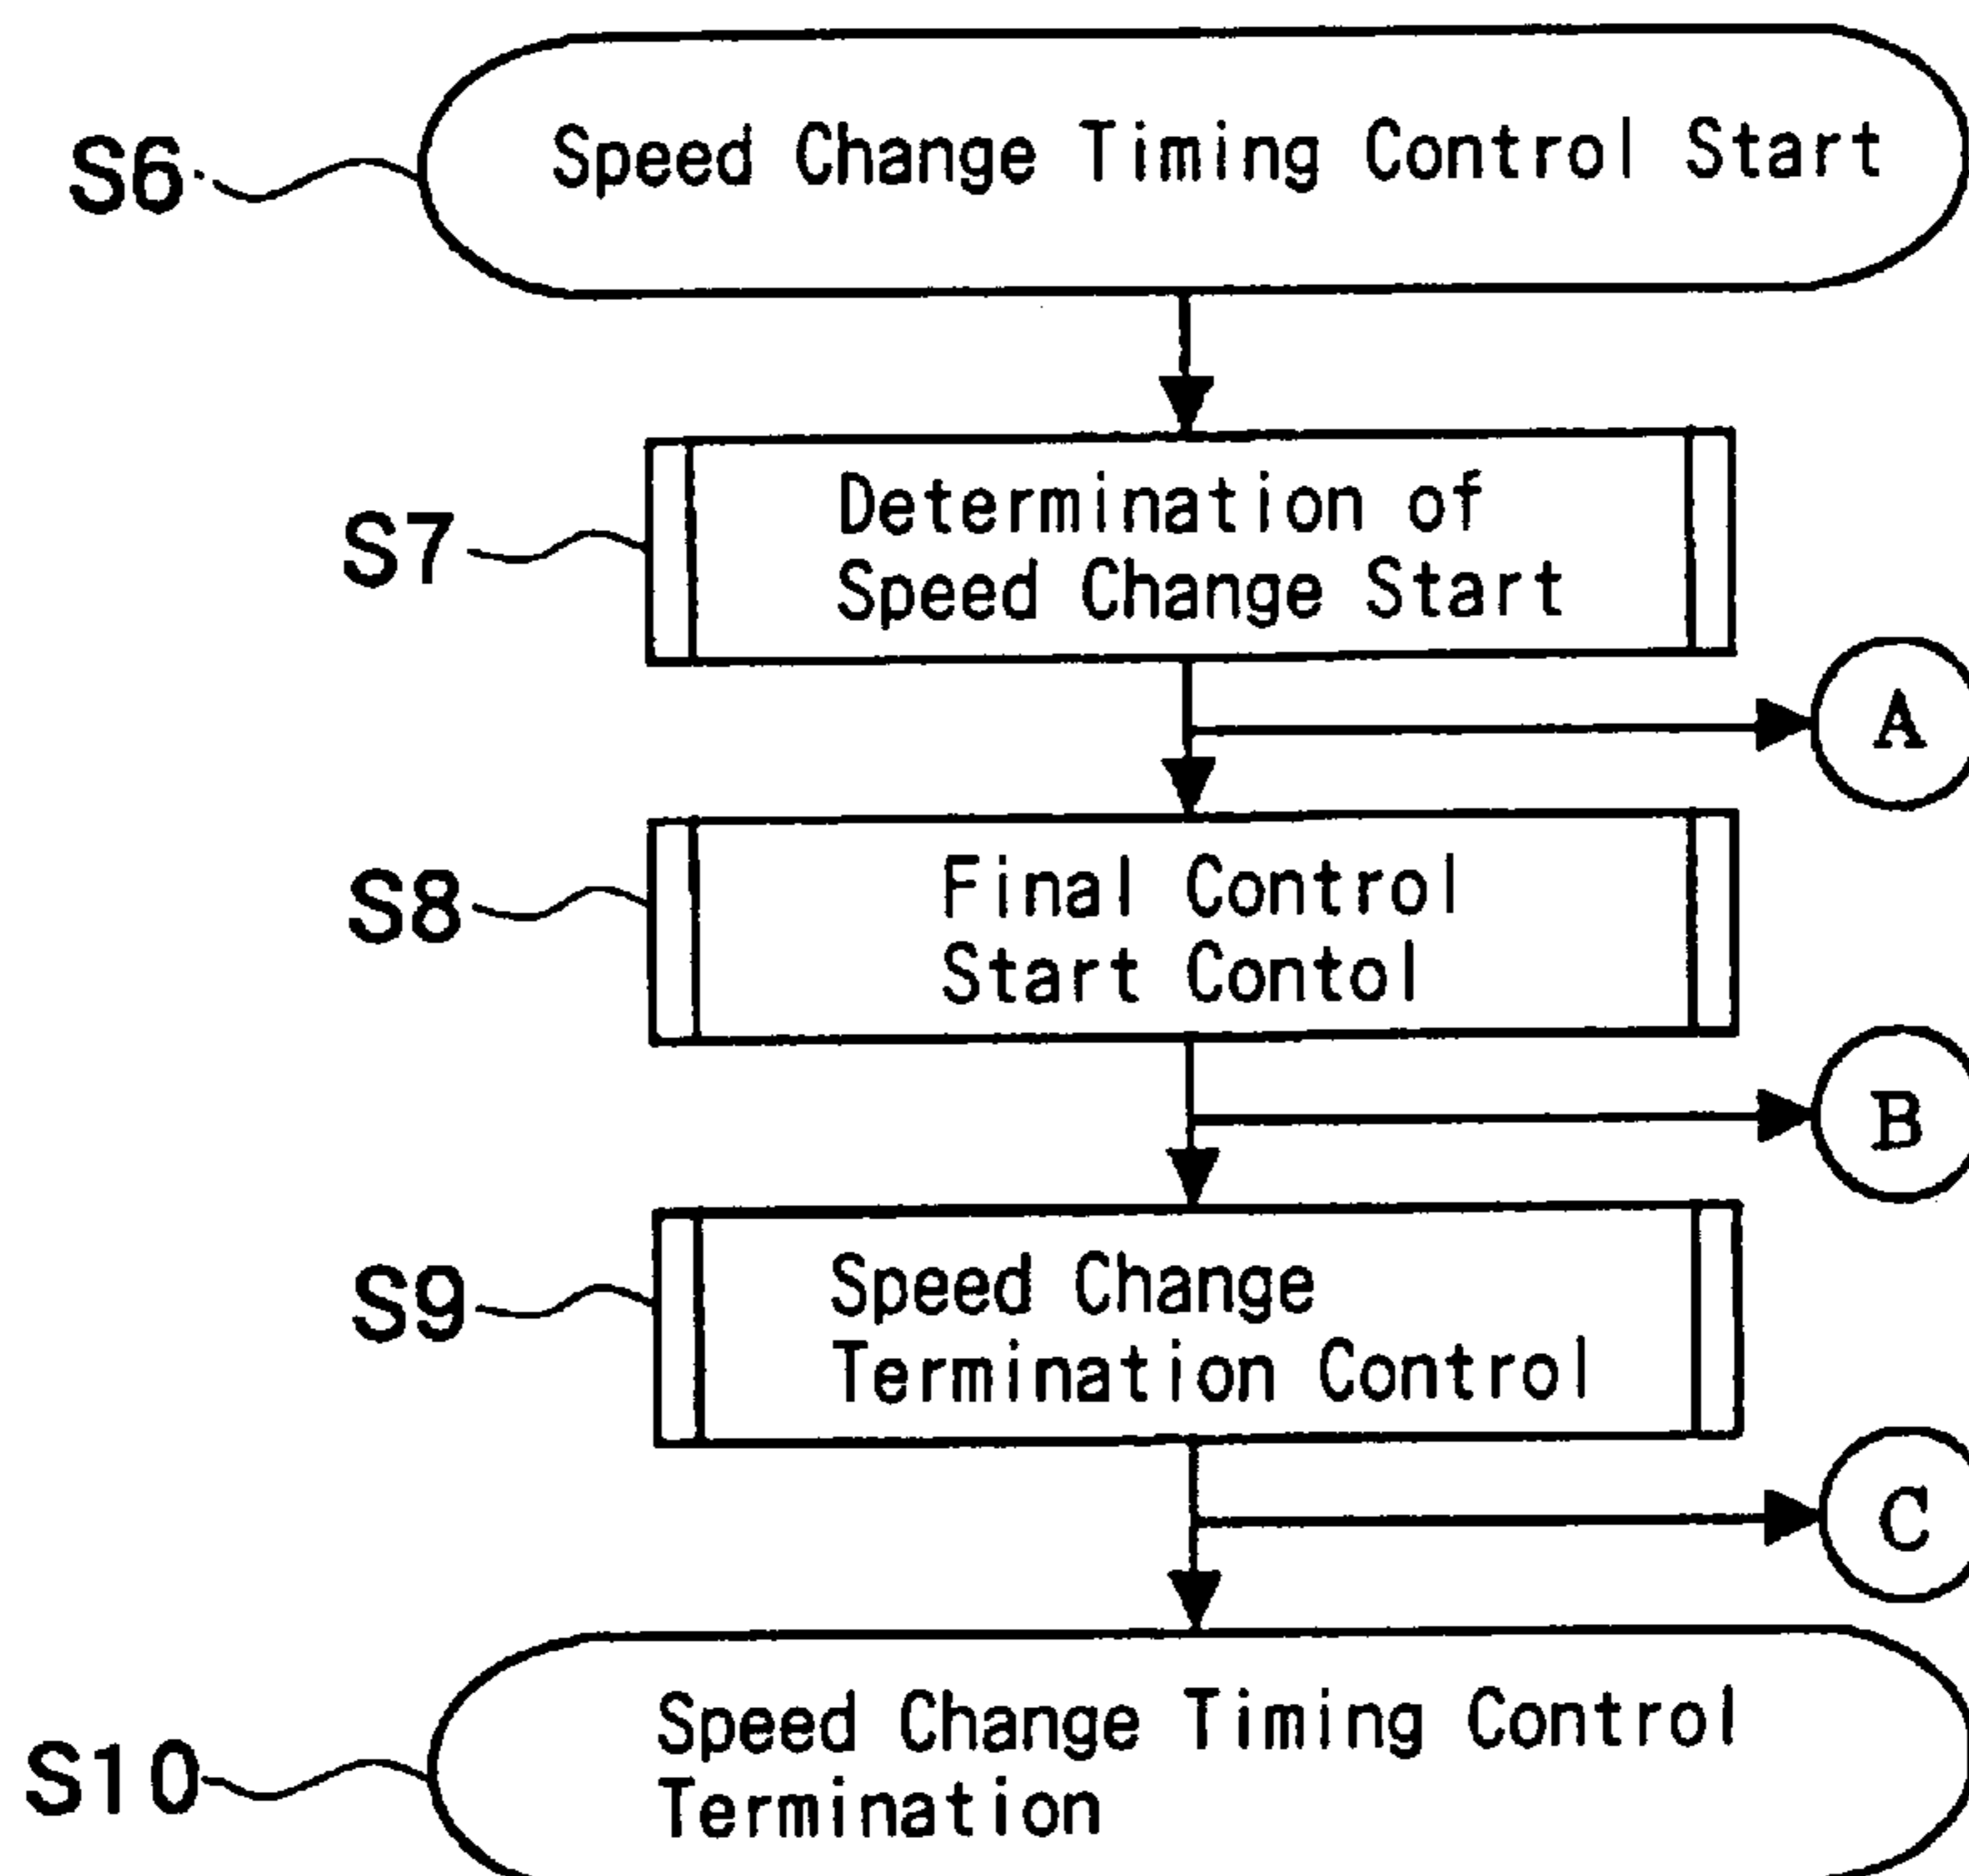 S6
Speed Change Timing Control Start
S7
Determination of
Speed Change Start
A
S8
Final Control
Start Contol
B
S9
Speed Change
Termination Control
C
S10
Speed Change Timing Control
Termination